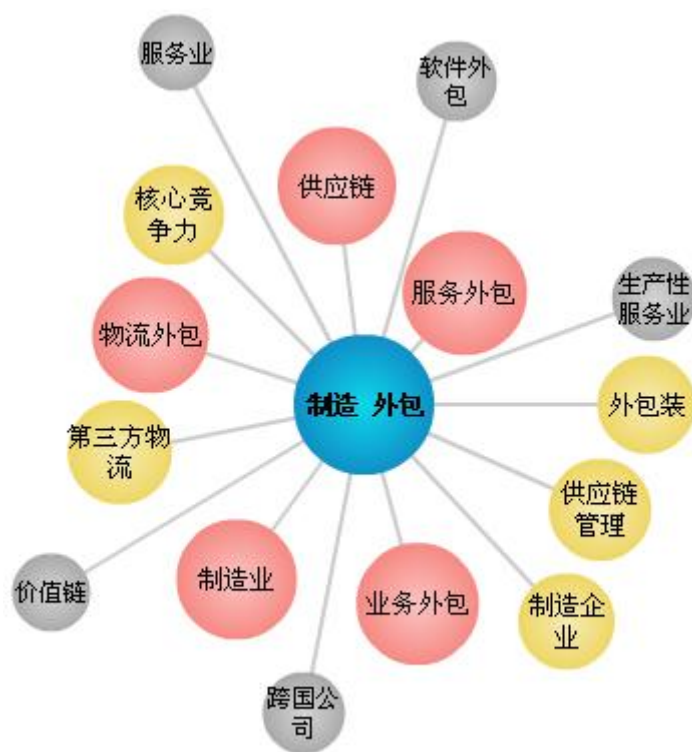 服务业
软件外
包
供应链
核心竞
争力
服务外包
生产性
服务业
物流外包
制造 外包
外包装
第三方物
流
供应链
管理
制造业
价值链
业务外包
制造企
业
跨国公
司